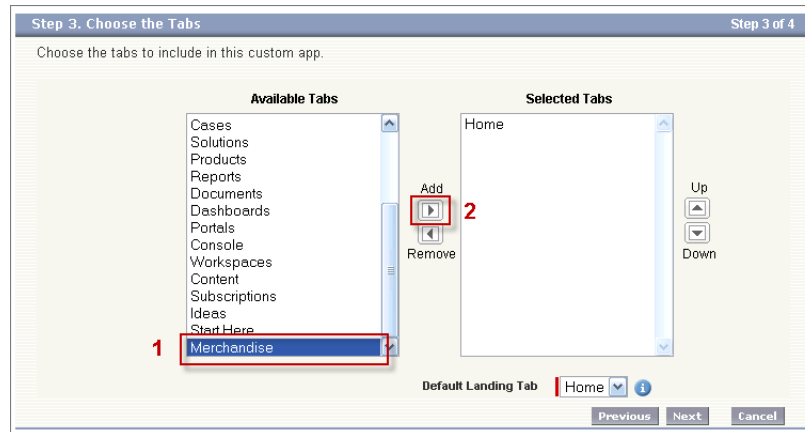 Step 3. Choose the Tabs Step 3 of 4
Choose the tabs to include in this custom app.
Available Tabs
Selected Tabs
Cases
Solutions
Products
Reports
Documents
Dashboards
Portals
Console
Workspaces
Content
Subscriptions
Ideas
Start Here
Merchandise
1
Add
2
Remove
Home
Up
Down
Default Landing Tab Home
Previous Next Cancel